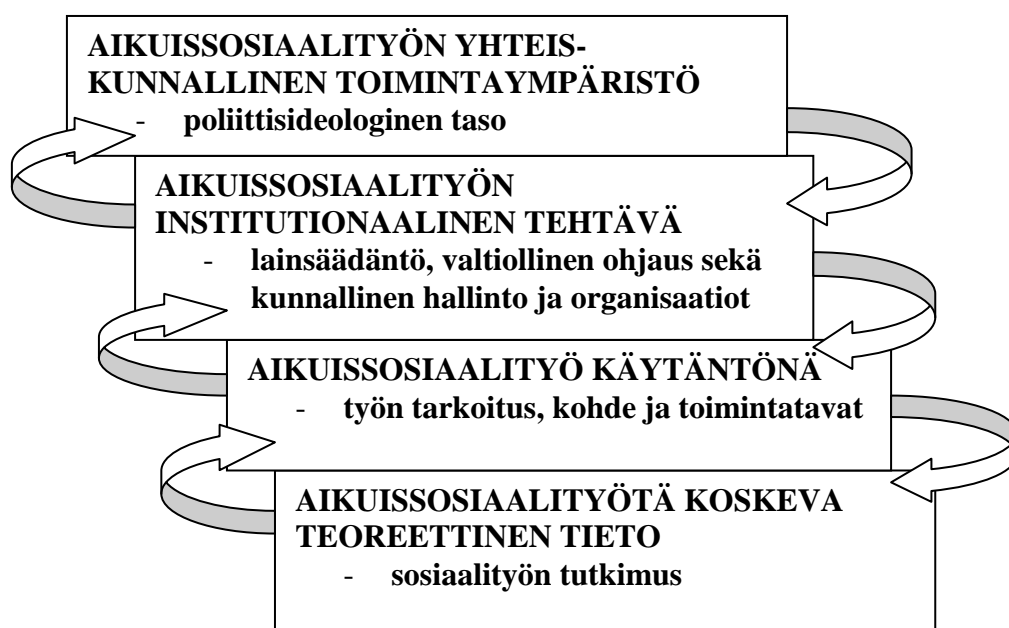 AIKUISSOSIAALITYÖN YHTEIS-
KUNNALLINEN TOIMINTAYMPÄRISTÖ
- poliittisideologinen taso
AIKUISSOSIAALITYÖN
INSTITUTIONAALINEN TEHTÄVÄ
- lainsäädäntö, valtiollinen ohjaus sekä
kunnallinen hallinto ja organisaatiot
AIKUISSOSIAALITYÖ KÄYTÄNTÖNÄ
- työn tarkoitus, kohde ja toimintatavat
AIKUISSOSIAALITYÖTÄ KOSKEVA
TEOREETTINEN TIETO
- sosiaalityön tutkimus